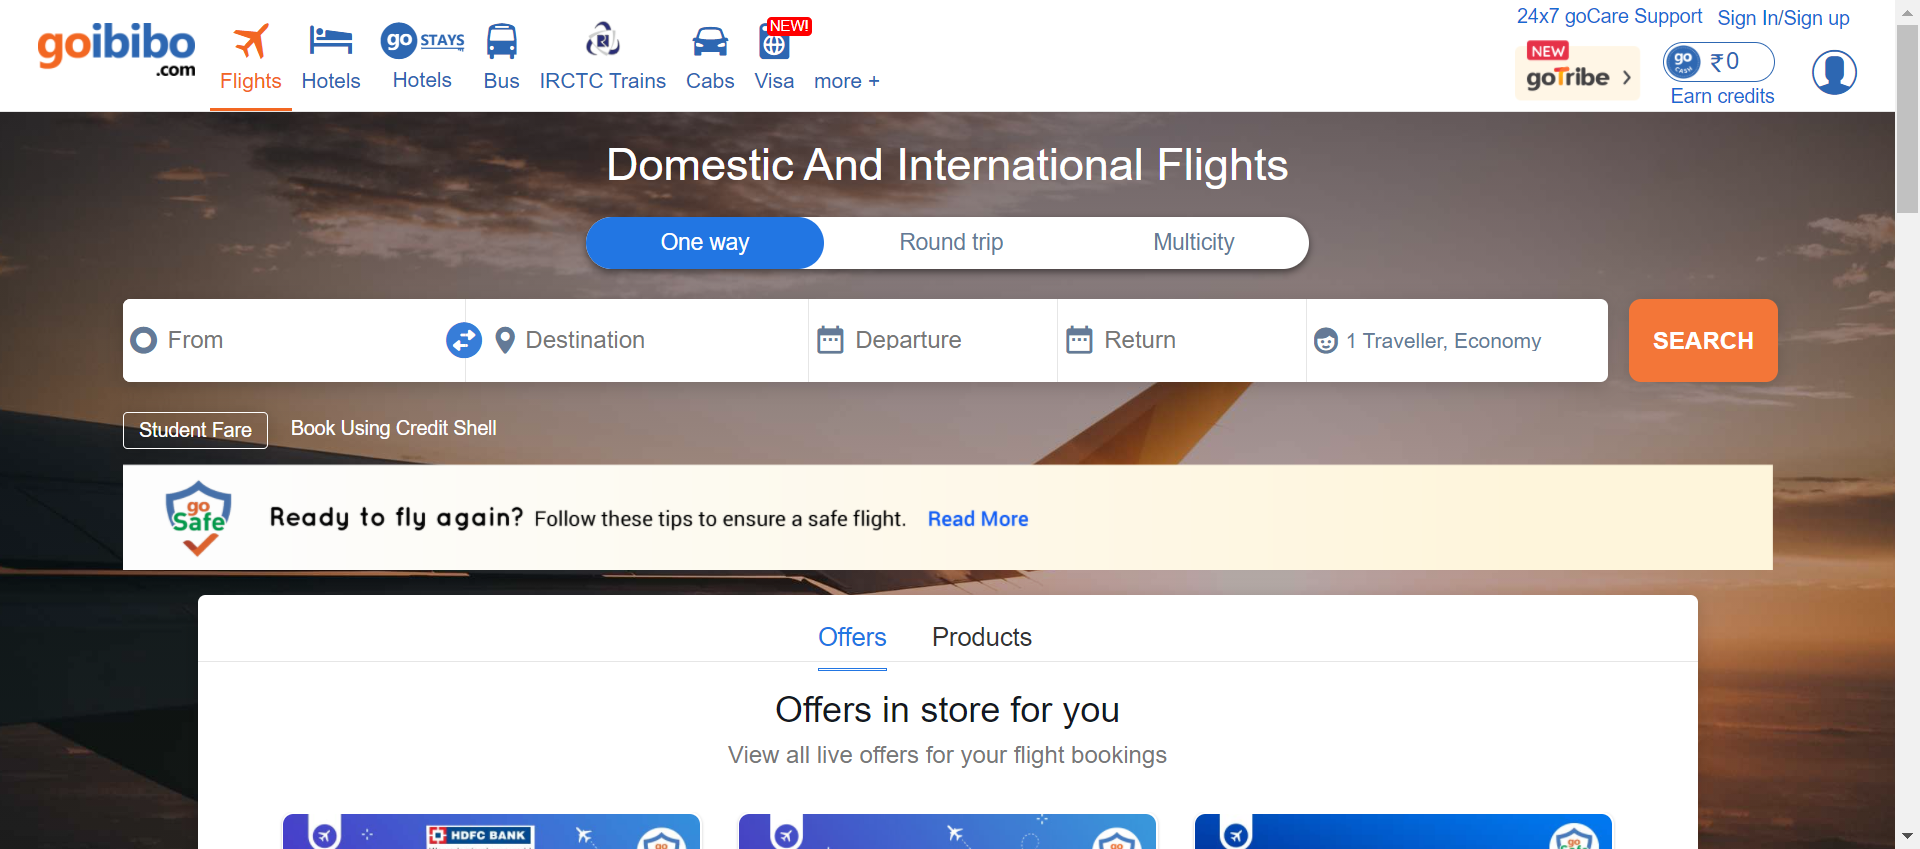 goibibo
.com
Flights
Hotels
go STAYS
Hotels
Bus
IRCTC Trains
Cabs
NEW!
Visa
more +
24x7 goCare Support
Sign In/Sign up
NEW
goTribe
go
CASH
₹0
Earn credits
Domestic And International Flights
One way
Round trip
Multicity
From
Destination
Departure
Return
1 Traveller, Economy
SEARCH
Student Fare
Book Using Credit Shell
go
Safe
Ready to fly again? Follow these tips to ensure a safe flight. Read More
Offers
Products
Offers in store for you
View all live offers for your flight bookings
HDFC BANK
go
go
go